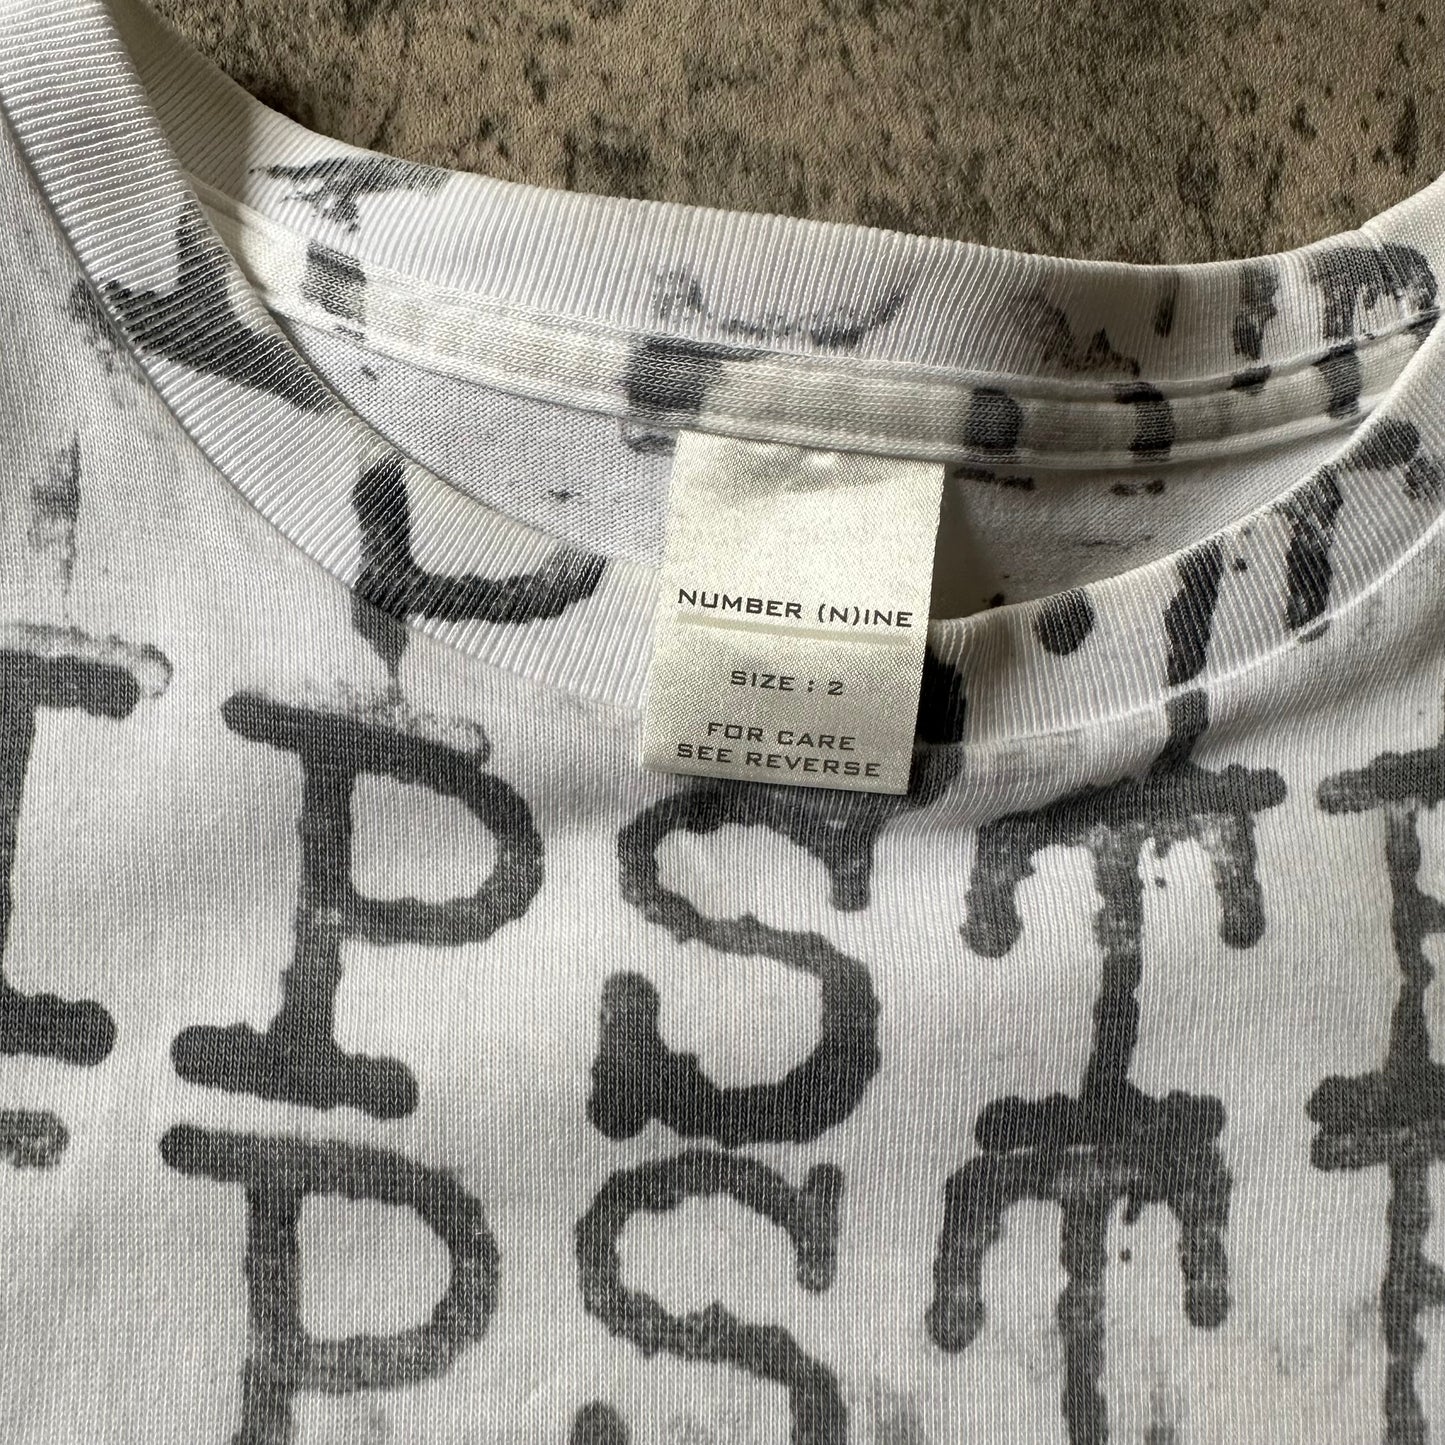 NUMBER (N)INE
SIZE : 2
FOR CARE
SEE REVERSE
I P S T
P S T